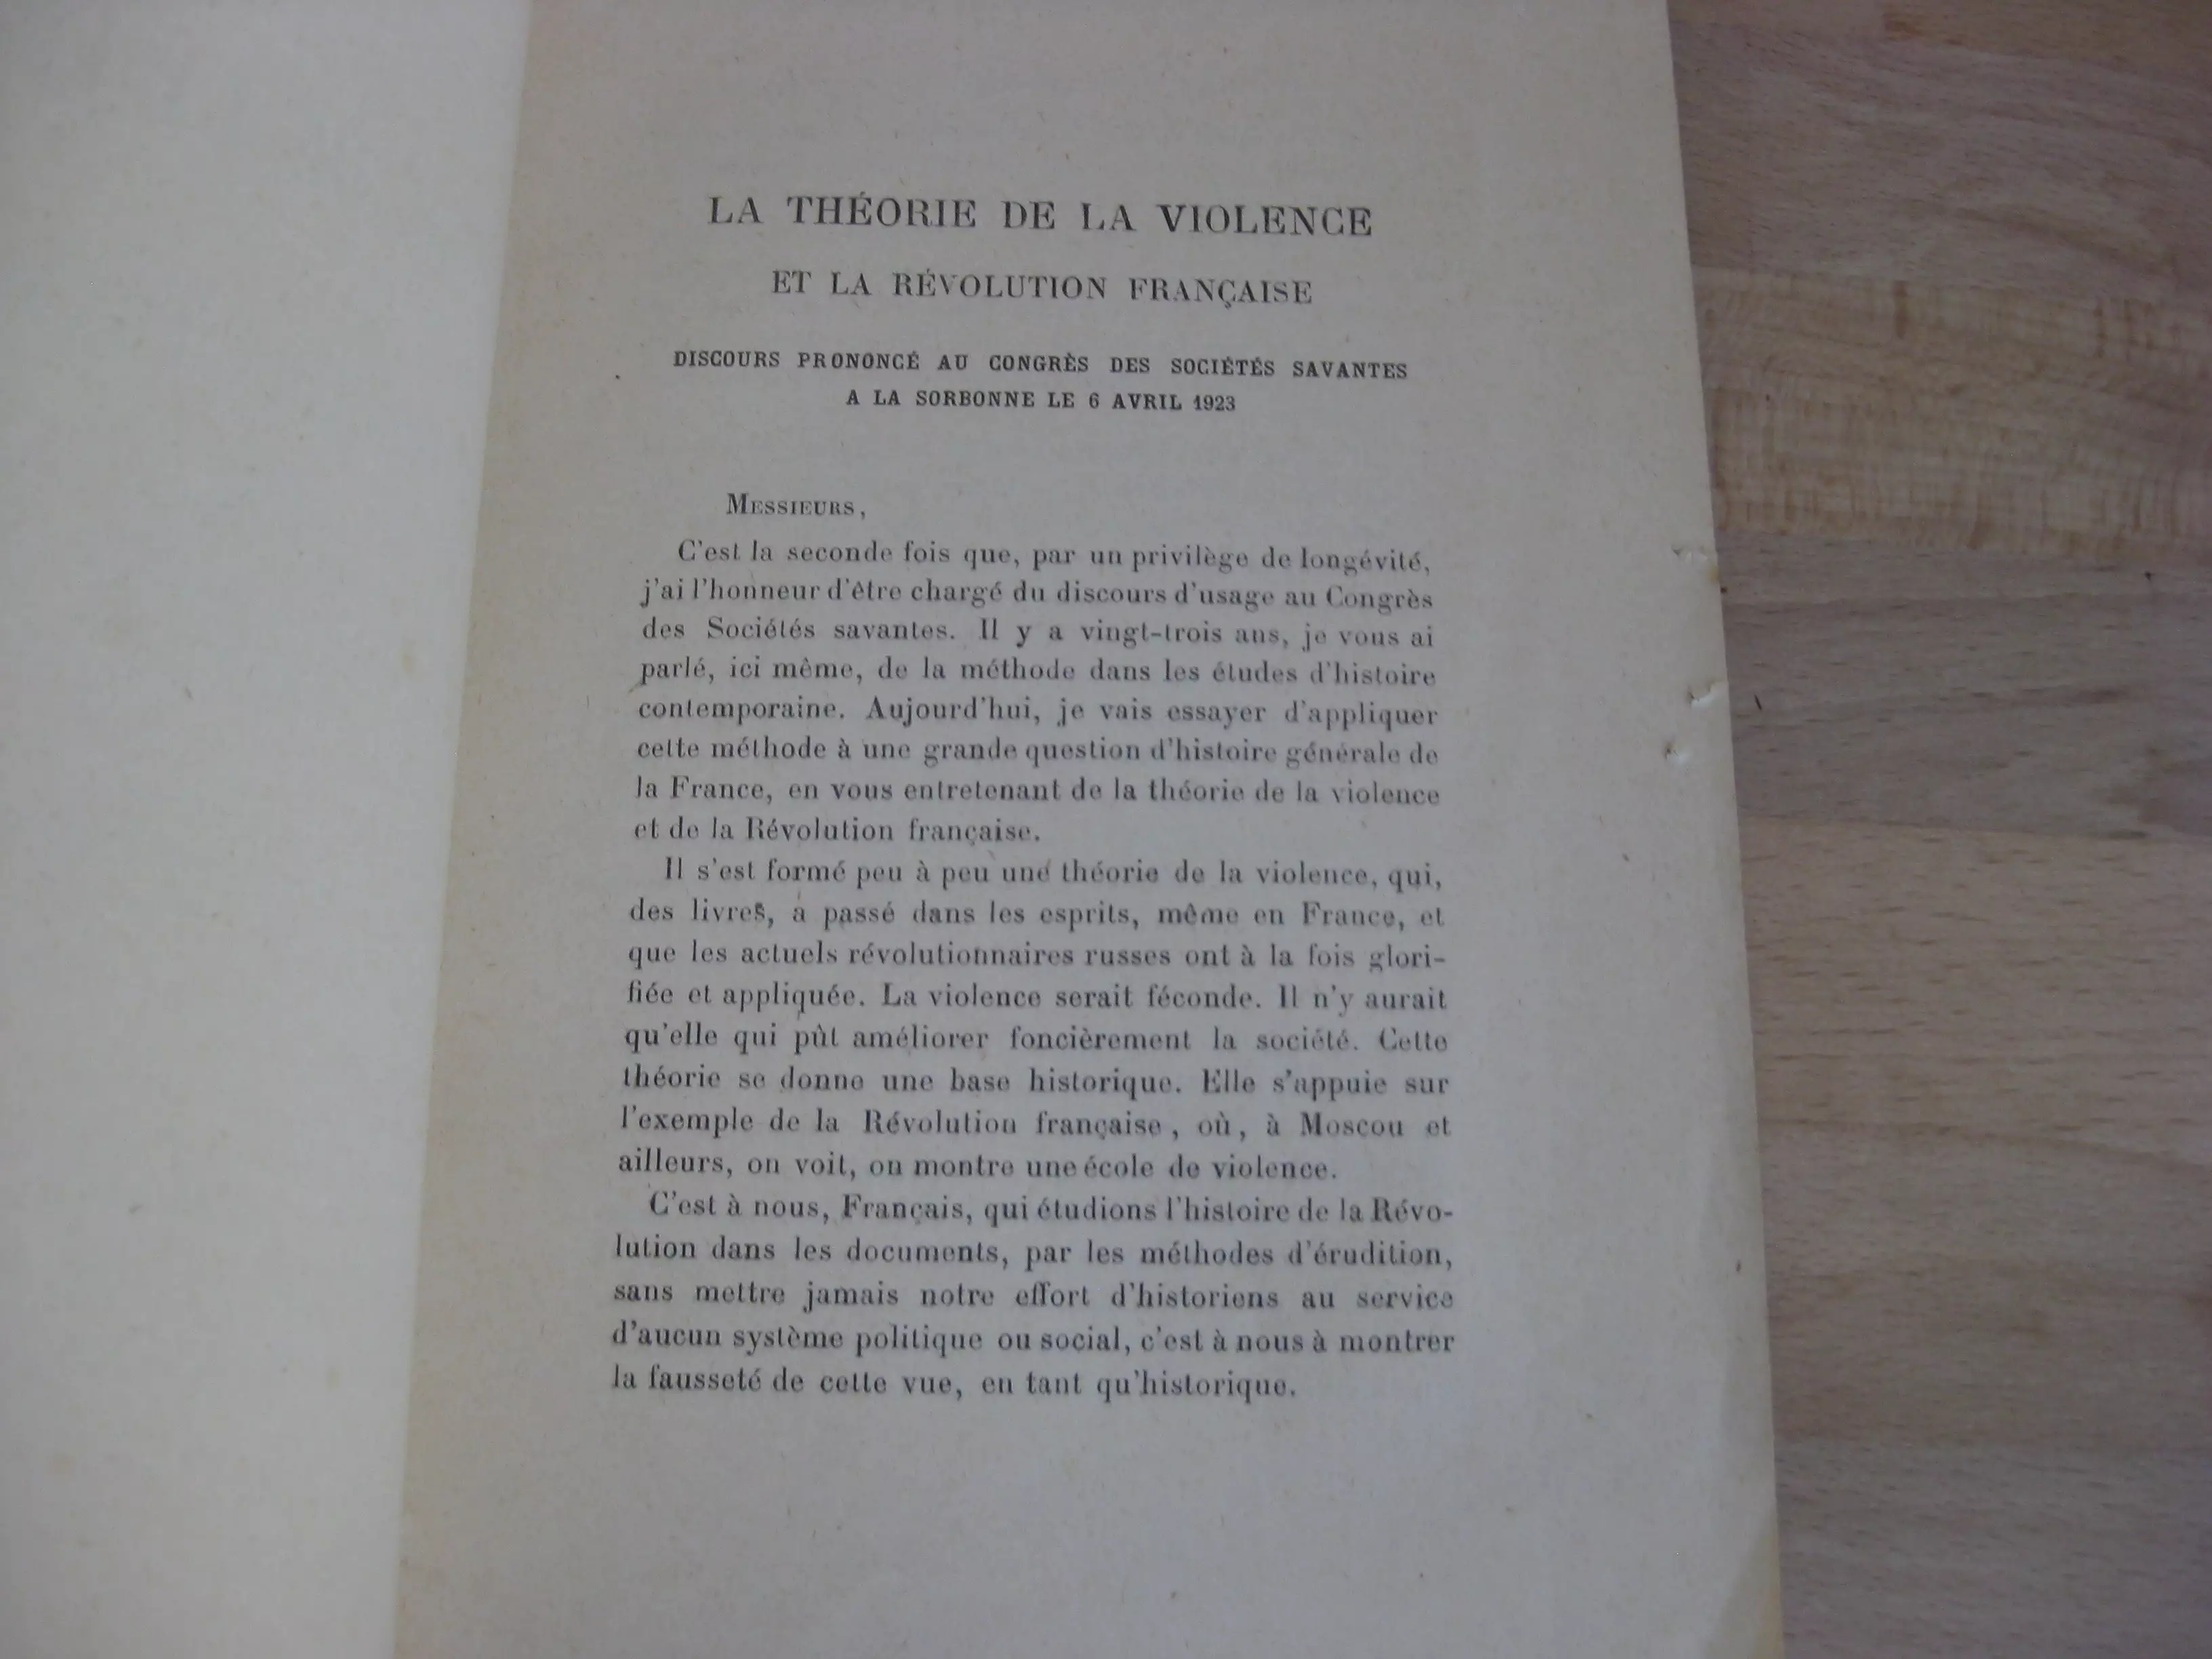 LA THÉORIE DE LA VIOLENCE
ET LA RÉVOLUTION FRANÇAISE
DISCOURS PRONONCÉ AU CONGRÈS DES SOCIÉTÉS SAVANTES
A LA SORBONNE LE 6 AVRIL 1923
MESSIEURS,
C'est la seconde fois que, par un privilège de longévité,
j'ai l'honneur d'être chargé du discours d'usage au Congrès
des Sociétés savantes. Il y a vingt-trois ans, je vous ai
parlé, ici même, de la méthode dans les études d'histoire
contemporaine. Aujourd'hui, je vais essayer d'appliquer
cette méthode à une grande question d'histoire générale de
la France, en vous entretenant de la théorie de la violence
et de la Révolution française.
Il s'est formé peu à peu une théorie de la violence, qui,
des livres, a passé dans les esprits, même en France, et
que les actuels révolutionnaires russes ont à la fois glori-
fiée et appliquée. La violence serait féconde. Il n'y aurait
qu'elle qui pût améliorer foncièrement la société. Cette
théorie se donne une base historique. Elle s'appuie sur
l'exemple de la Révolution française, où, à Moscou et
ailleurs, on voit, on montre une école de violence.
C'est à nous, Français, qui étudions l'histoire de la Révo-
lution dans les documents, par les méthodes d'érudition,
sans mettre jamais notre effort d'historiens au service
d'aucun système politique ou social, c'est à nous à montrer
la fausseté de cette vue, en tant qu'historique.